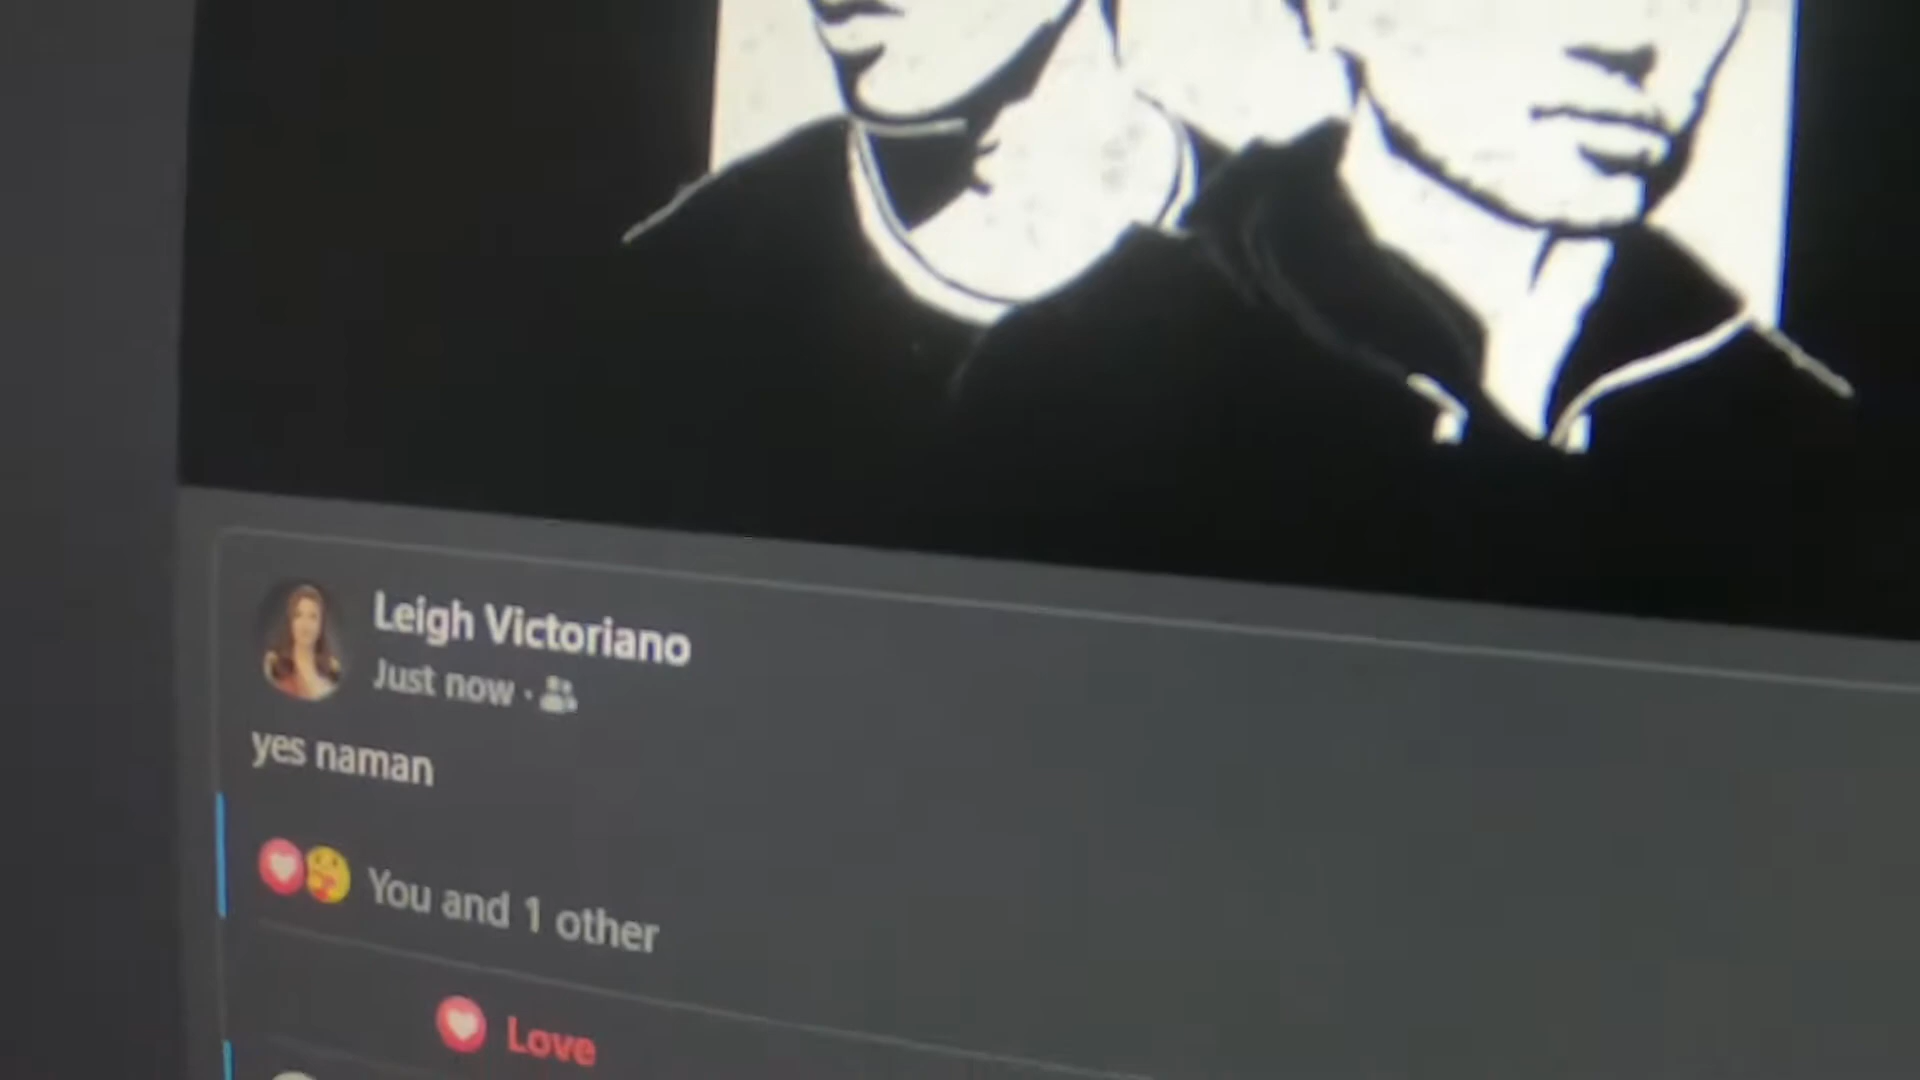 Leigh Victoriano
Just now ·
yes naman
You and 1 other
Love